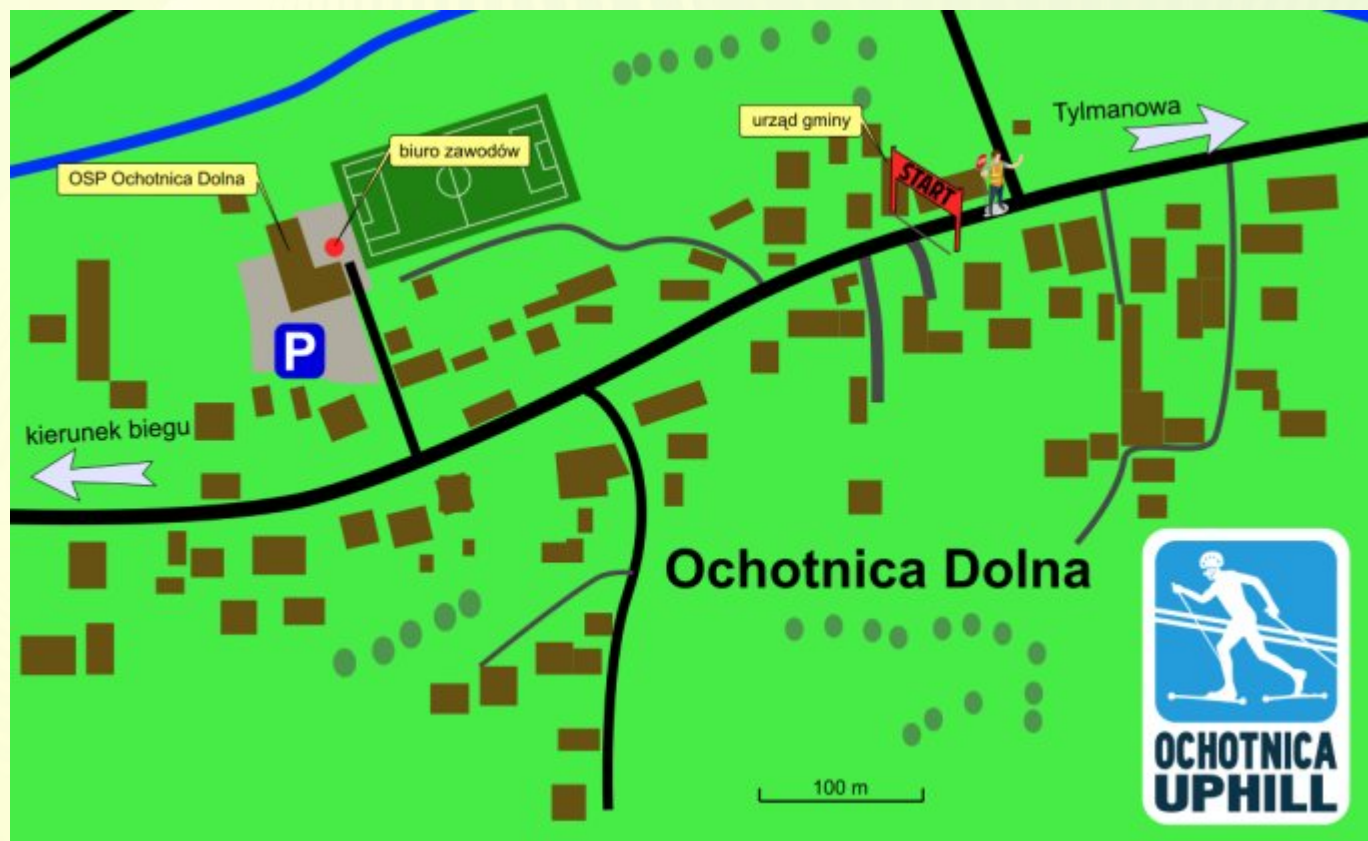 urząd gminy
Tylmanowa
biuro zawodów
OSP Ochotnica Dolna
START
P
kierunek biegu
Ochotnica Dolna
100 m
OCHOTNICA
UPHILL